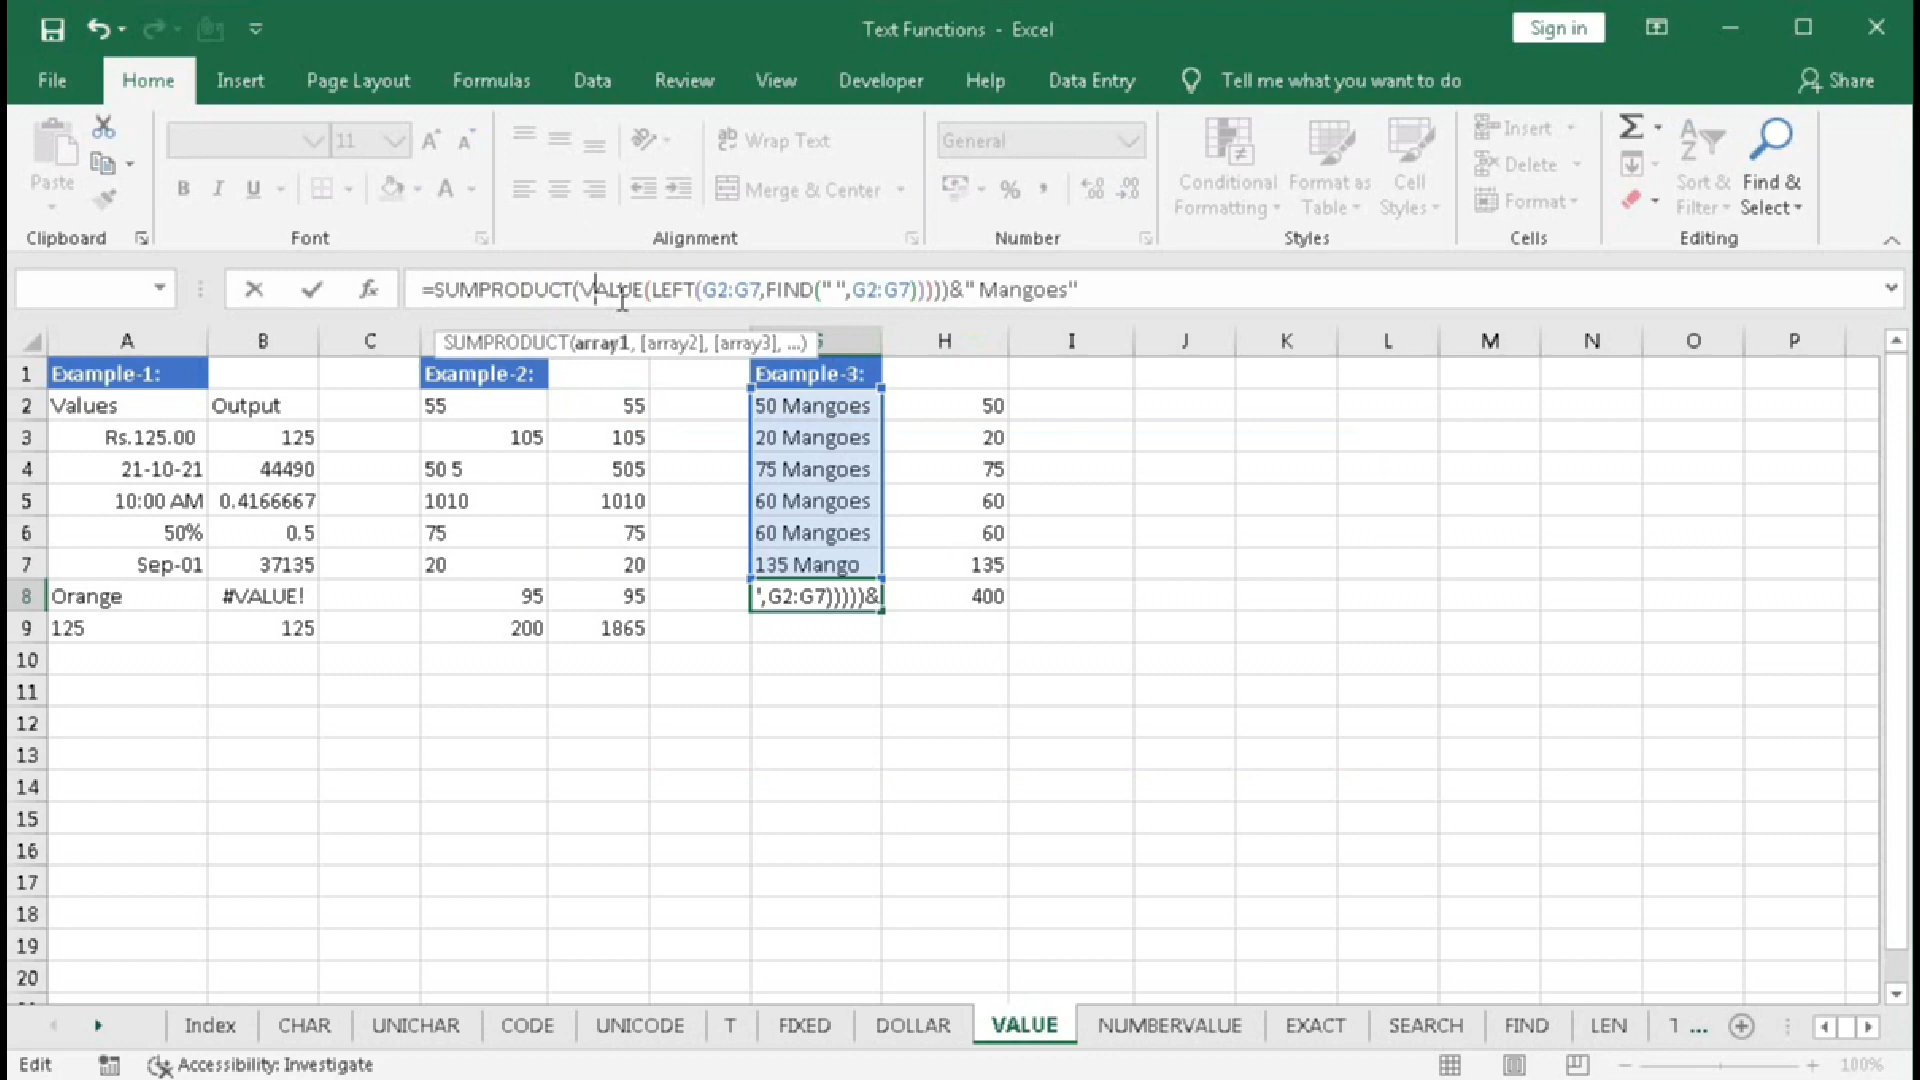 Text Functions - Excel
Sign in
File Home Insert Page Layout Formulas Data Review View Developer Help Data Entry Tell me what you want to do Share
Paste
Clipboard
11
B I U A
Font
Wrap Text
Merge & Center
Alignment
General
%
Number
Conditional Formatting
Format as Table
Cell Styles
Styles
Insert
Delete
Format
Cells
Sort & Filter
Find & Select
Editing
fx =SUMPRODUCT(VALUE(LEFT(G2:G7,FIND(" ",G2:G7)))))&" Mangoes"
SUMPRODUCT(array1, [array2], [array3], ...)
A B C H I J K L M N O P
1 Example-1: Example-2: Example-3:
2 Values Output 55 55 50 Mangoes 50
3 Rs.125.00 125 105 105 20 Mangoes 20
4 21-10-21 44490 50 5 505 75 Mangoes 75
5 10:00 AM 0.4166667 1010 1010 60 Mangoes 60
6 50% 0.5 75 75 60 Mangoes 60
7 Sep-01 37135 20 20 135 Mango 135
8 Orange #VALUE! 95 95 ",G2:G7)))))& 400
9 125 125 200 1865
10
11
12
13
14
15
16
17
18
19
20
Index CHAR UNICHAR CODE UNICODE T FIXED DOLLAR VALUE NUMBERVALUE EXACT SEARCH FIND LEN ...
Edit Accessibility: Investigate 100%